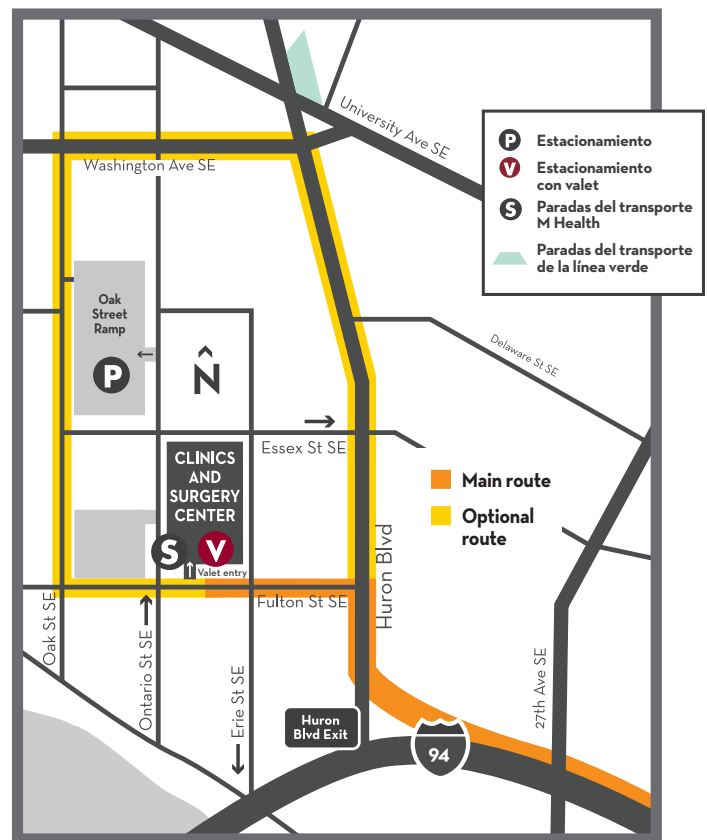 University Ave SE
Washington Ave SE
P
Estacionamiento
V
Estacionamiento
con valet
S
Paradas del transporte
M Health
Paradas del transporte
de la línea verde
Oak
Street
Ramp
P
N
Delaware St SE
Essex St SE
CLINICS
AND
SURGERY
CENTER
S
V
Valet entry
Main route
Optional
route
Huron Blvd
Fulton St SE
Oak St SE
Ontario St SE
Erie St SE
27th Ave SE
Huron
Blvd Exit
94